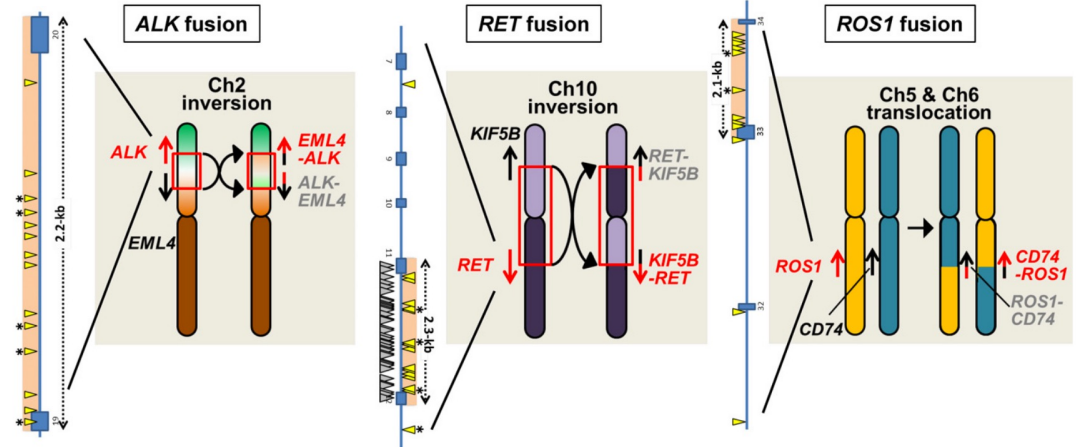 ALK fusion
20
2.2-kb
19
*
*
*
*
*
Ch2
inversion
ALK
EML4
-ALK
ALK-
EML4
EML4
RET fusion
7
8
9
10
11
2.3-kb
*
*
*
*
Ch10
inversion
KIF5B
RET-
KIF5B
RET
KIF5B
-RET
ROS1 fusion
34
2.1-kb
33
32
*
*
Ch5 & Ch6
translocation
ROS1
CD74
CD74
-ROS1
ROS1-
CD74